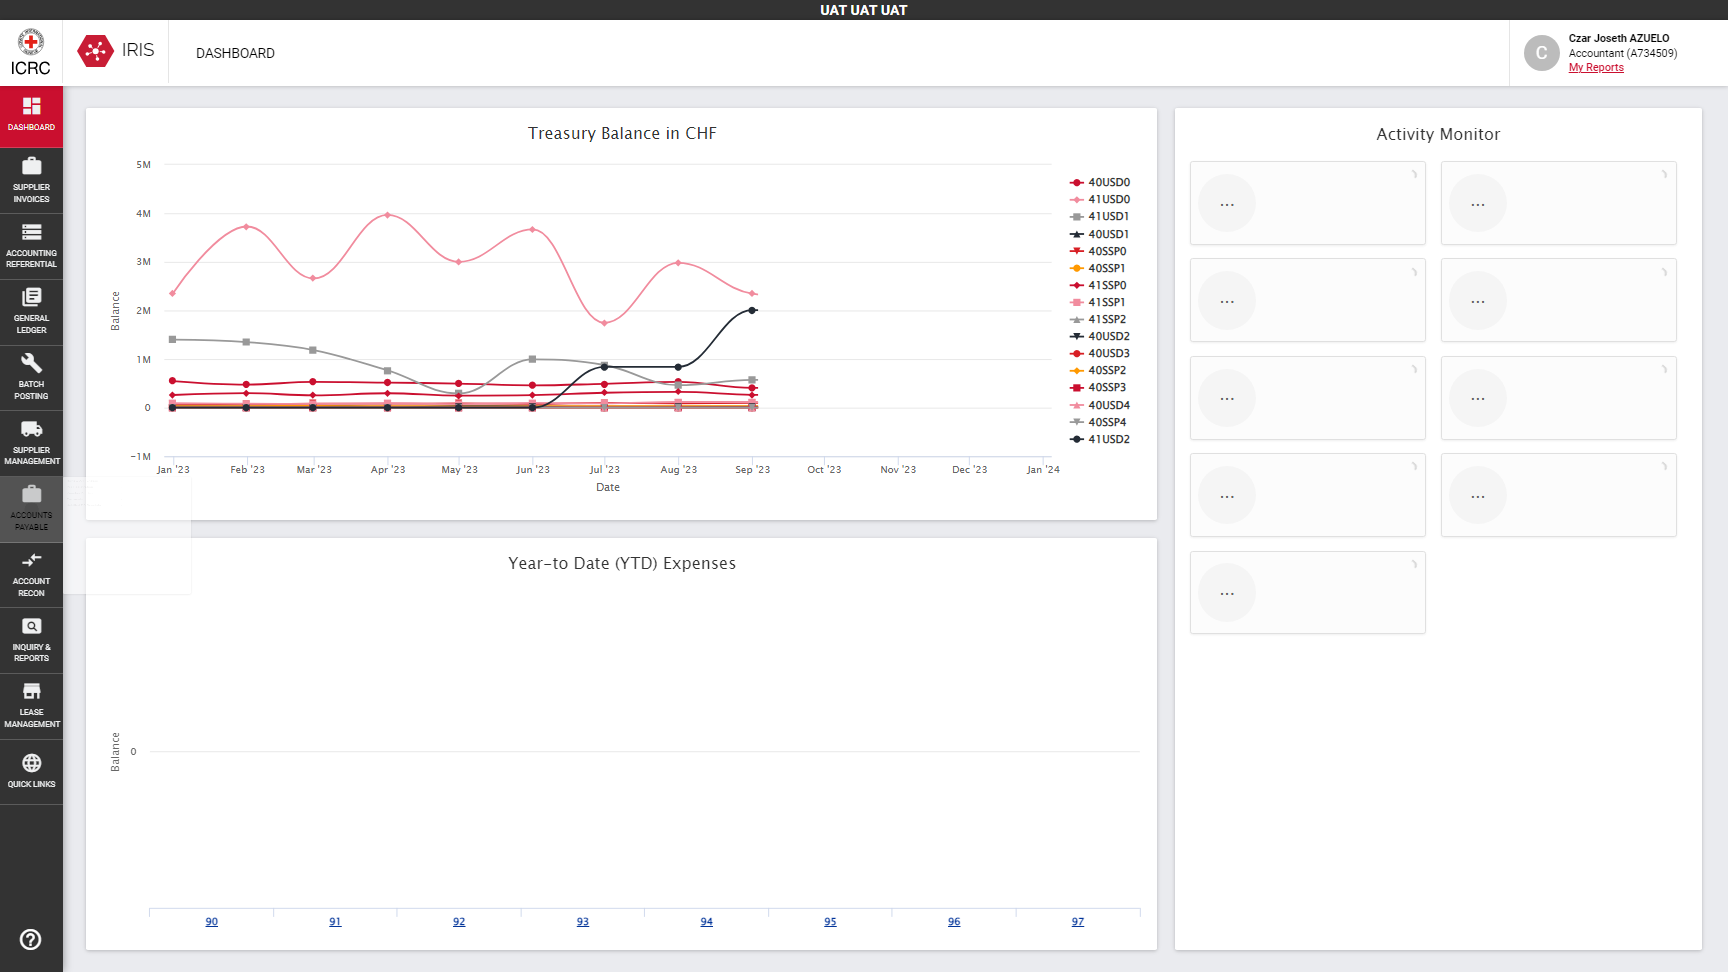 UAT UAT UAT
ICRC
IRIS
DASHBOARD
Czar Joseth AZUELO
Accountant (A734509)
My Reports
C
DASHBOARD
SUPPLIER
INVOICES
ACCOUNTING
REFERENTIAL
GENERAL
LEDGER
BATCH
POSTING
SUPPLIER
MANAGEMENT
ACCOUNTS
PAYABLE
ACCOUNT
RECON
INQUIRY &
REPORTS
LEASE
MANAGEMENT
QUICK LINKS
Treasury Balance in CHF
Balance
5M
4M
3M
2M
1M
0
-1M
Jan '23
Feb '23
Mar '23
Apr '23
May '23
Jun '23
Jul '23
Aug '23
Sep '23
Oct '23
Nov '23
Dec '23
Jan '24
Date
40USD0
41USD0
41USD1
40USD1
40SSP0
40SSP1
41SSP0
41SSP1
41SSP2
40USD2
40USD3
40SSP2
40SSP3
40USD4
40SSP4
41USD2
Year-to Date (YTD) Expenses
Balance
0
90
91
92
93
94
95
96
97
Activity Monitor
...
...
...
...
...
...
...
...
...